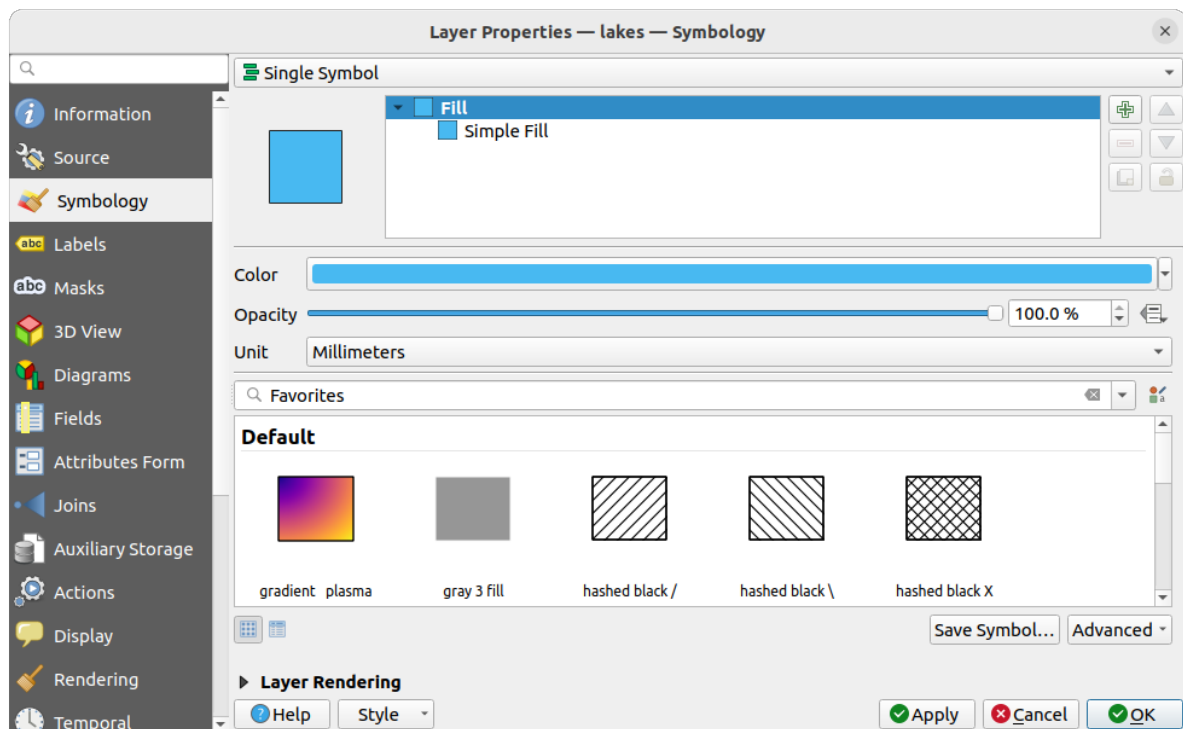 Layer Properties — lakes — Symbology
Information
Source
Symbology
abc Labels
abc Masks
3D View
Diagrams
Fields
Attributes Form
Joins
Auxiliary Storage
Actions
Display
Rendering
Temporal
Single Symbol
Fill
Simple Fill
Color
Opacity 100.0 %
Unit Millimeters
Favorites
Default
gradient plasma gray 3 fill hashed black / hashed black \ hashed black X
Save Symbol... Advanced
Layer Rendering
Help Style Apply Cancel OK